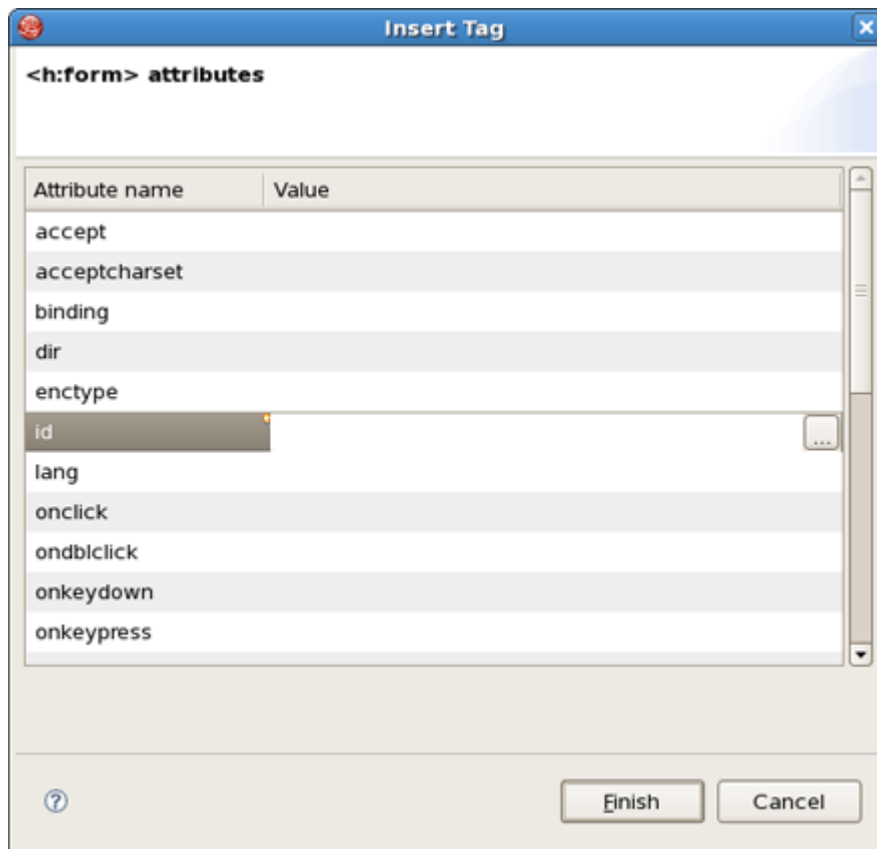 Insert Tag
<h:form> attributes
Attribute name Value
accept
acceptcharset
binding
dir
enctype
id
...
lang
onclick
ondblclick
onkeydown
onkeypress
?
Finish Cancel